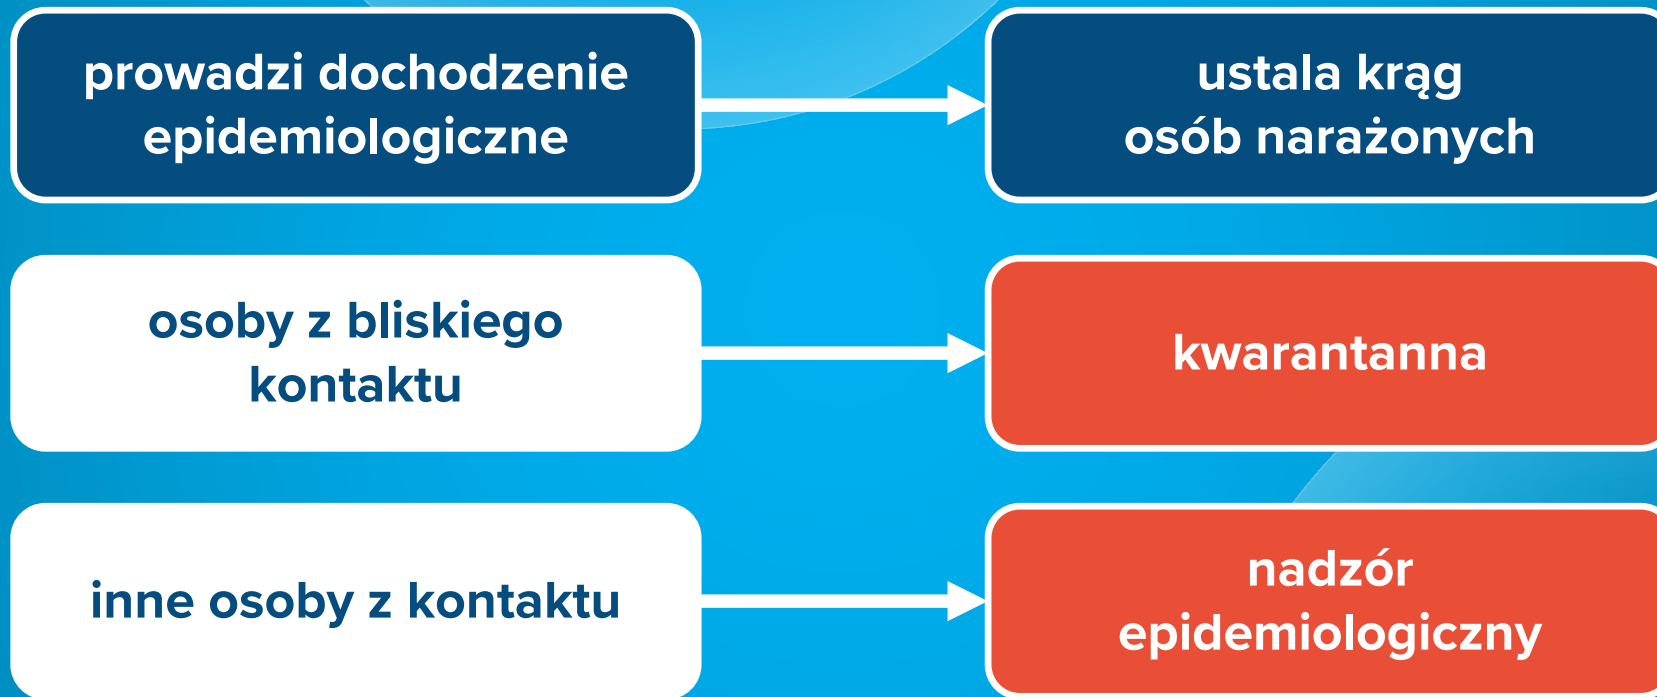 prowadzi dochodzenie
epidemiologiczne
ustala krąg
osób narażonych
osoby z bliskiego
kontaktu
kwarantanna
inne osoby z kontaktu
nadzór
epidemiologiczny